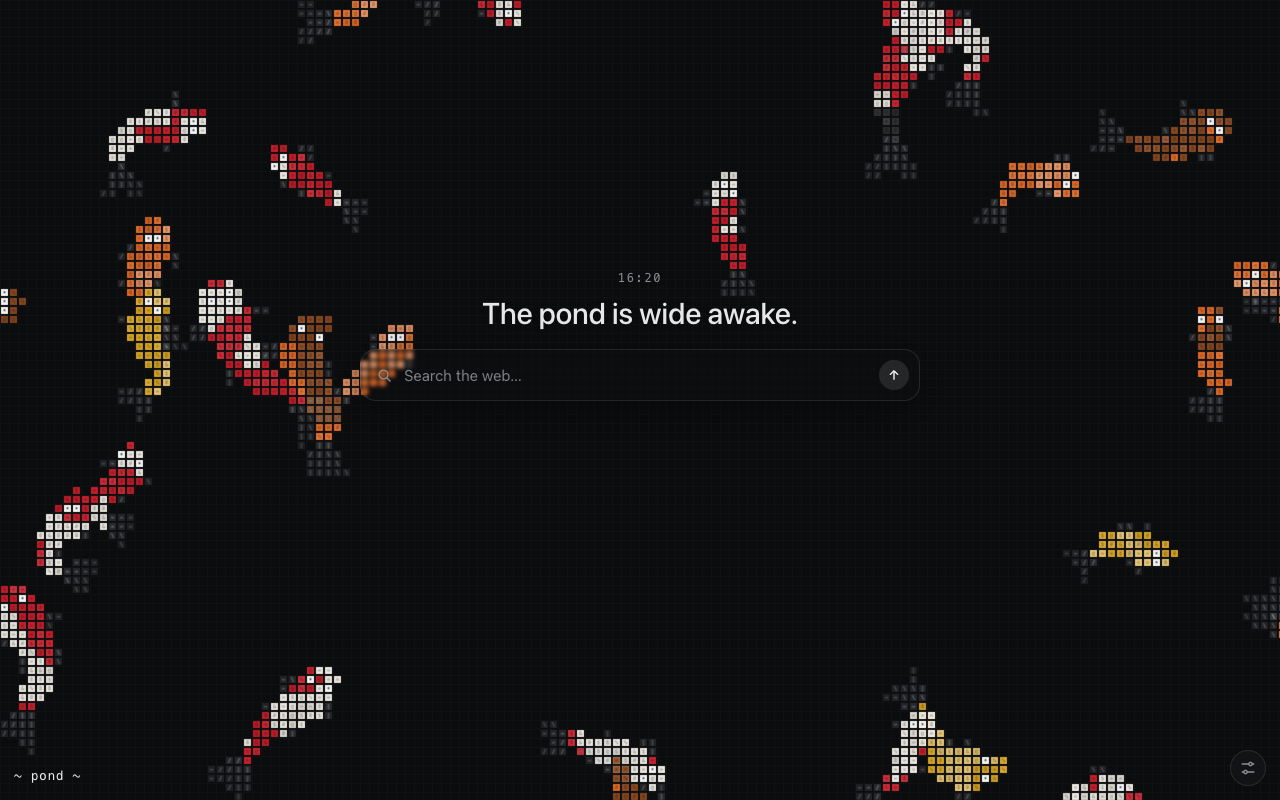 16:20
The pond is wide awake.
Search the web...
~ pond ~